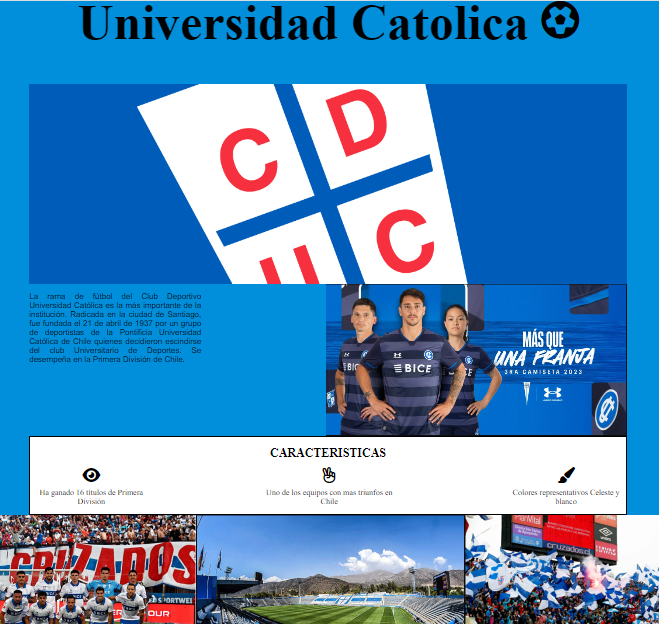 Universidad Catolica
C D
U C
La rama de fútbol del Club Deportivo
Universidad Católica es la más importante de la
institución. Radicada en la ciudad de Santiago,
fue fundada el 21 de abril de 1937 por un grupo
de deportistas de la Pontificia Universidad
Católica de Chile quienes decidieron escindirse
del club Universitario de Deportes. Se
desempeña en la Primera División de Chile.
MÁS QUE
UNA FRANJA
3RA CAMISETA 2023
BICE
BICE
CARACTERISTICAS
Ha ganado 16 titulos de Primera
División
Uno de los equipos con mas triunfos en
Chile
Colores representativos Celeste y
blanco
CRUZADOS
cruzados.cl